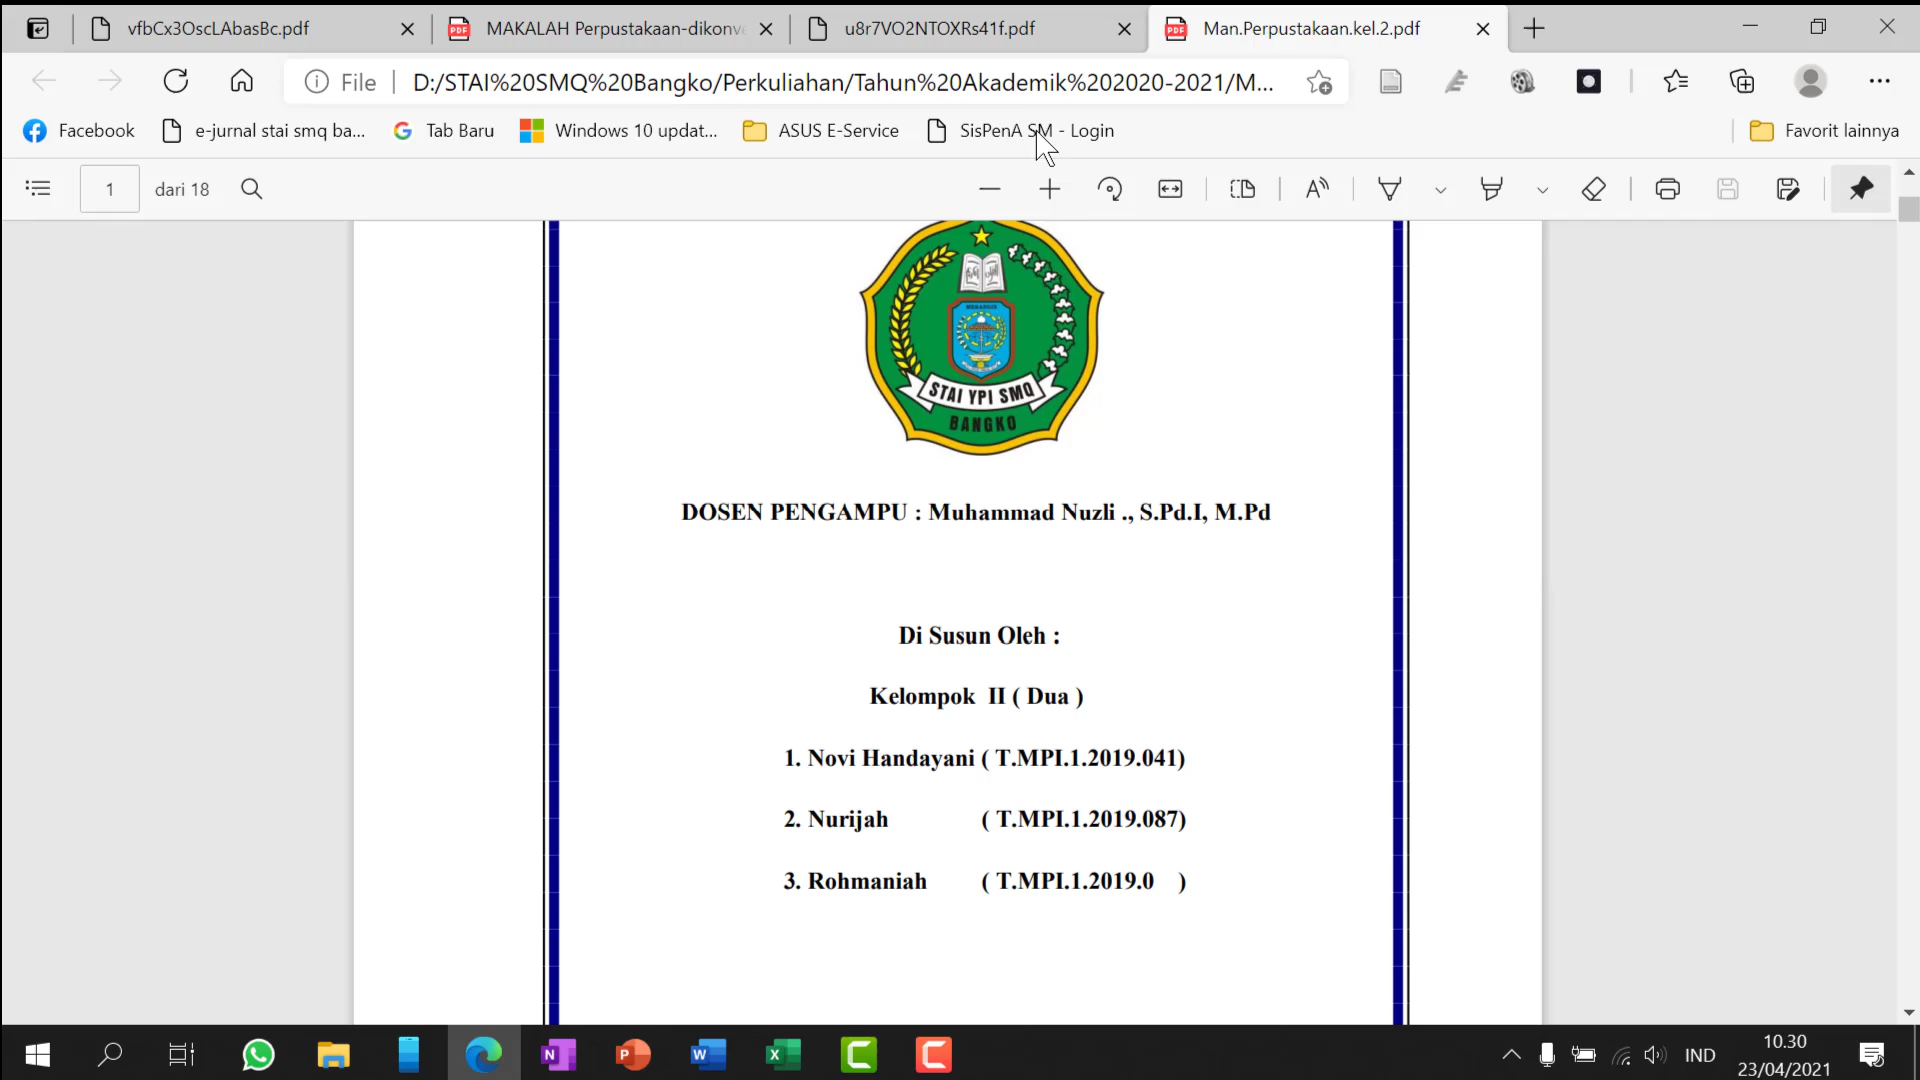 vfbCx3OscLAbasBc.pdf
MAKALAH Perpustakaan-dikonve
u8r7VO2NTOXRs41f.pdf
Man.Perpustakaan.kel.2.pdf
File
D:/STAI%20SMQ%20Bangko/Perkuliahan/Tahun%20Akademik%202020-2021/M...
Facebook
e-jurnal stai smq ba...
Tab Baru
Windows 10 updat...
ASUS E-Service
SisPenA SM - Login
Favorit lainnya
1 dari 18
STAI YPI SMQ
BANGKO
DOSEN PENGAMPU : Muhammad Nuzli ., S.Pd.I, M.Pd
Di Susun Oleh :
Kelompok II ( Dua )
1. Novi Handayani ( T.MPI.1.2019.041)
2. Nurijah ( T.MPI.1.2019.087)
3. Rohmaniah ( T.MPI.1.2019.0 )
IND
10.30
23/04/2021